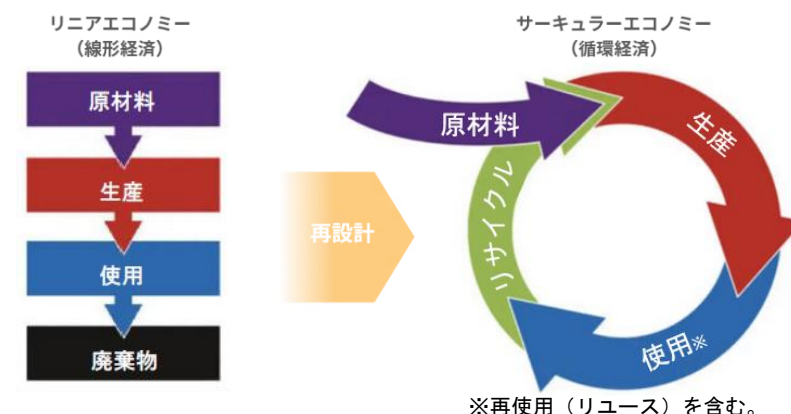 リニアエコノミー
（線形経済）
原材料
生産
使用
廃棄物
再設計
サーキュラーエコノミー
（循環経済）
原材料
生産
使用※
リサイクル
※再使用（リユース）を含む。